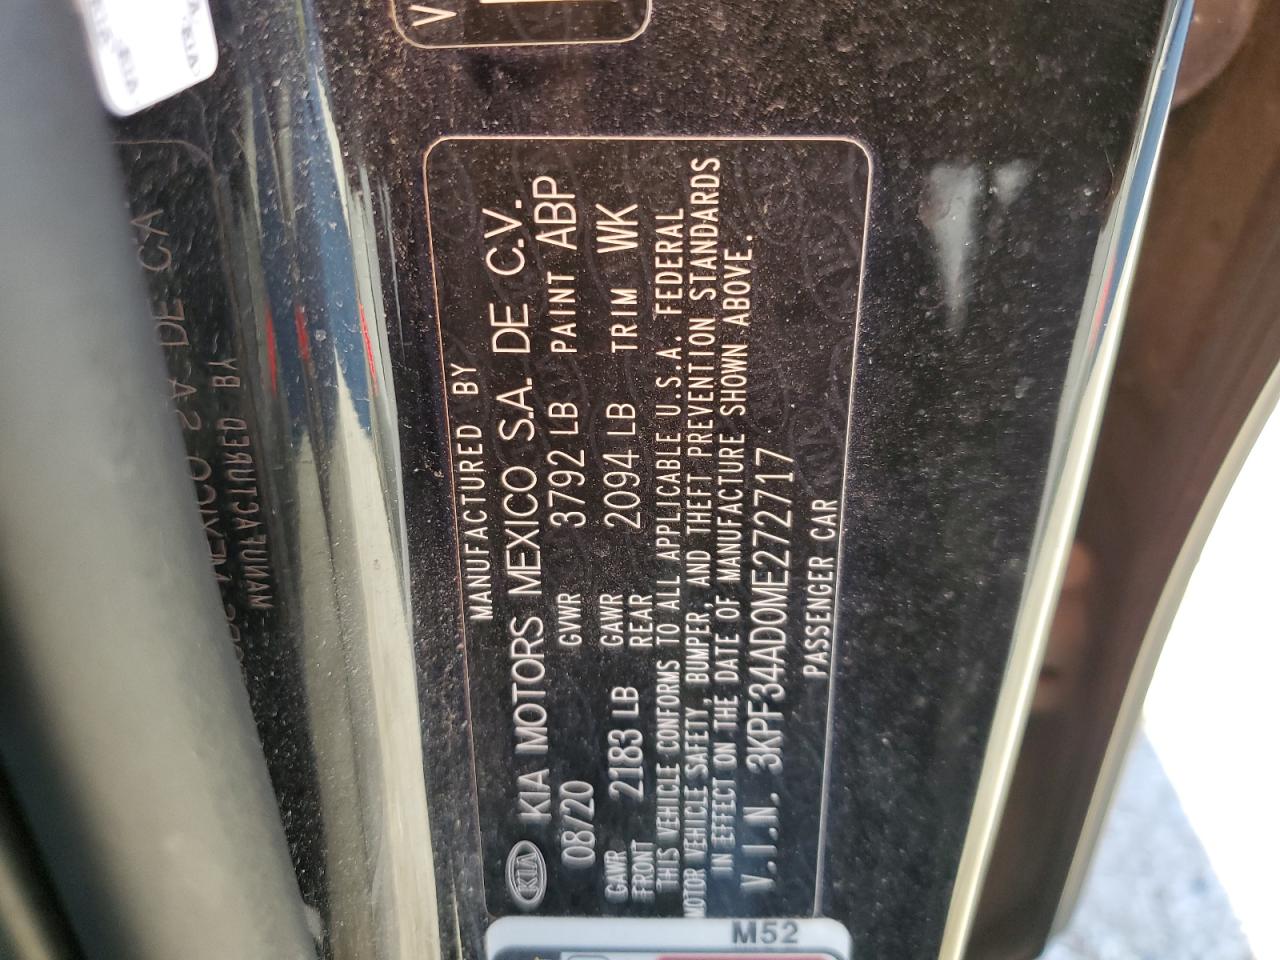 MANUFACTURED BY
KIA KIA MOTORS MEXICO S.A. DE C.V.
08/20 GVWR 3792 LB PAINT ABP
GAWR FRONT 2183 LB GAWR REAR 2094 LB TRIM WK
THIS VEHICLE CONFORMS TO ALL APPLICABLE U.S.A. FEDERAL
MOTOR VEHICLE SAFETY, BUMPER, AND THEFT PREVENTION STANDARDS
IN EFFECT ON THE DATE OF MANUFACTURE SHOWN ABOVE.
V.I.N. 3KPF34AD0ME272717
PASSENGER CAR
M52
V